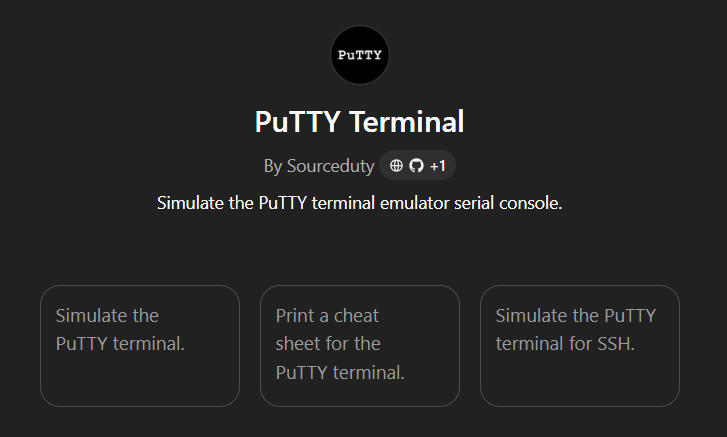 PuTTY
PuTTY Terminal
By Sourceduty +1
Simulate the PuTTY terminal emulator serial console.
Simulate the
PuTTY terminal.
Print a cheat
sheet for the
PuTTY terminal.
Simulate the PuTTY
terminal for SSH.